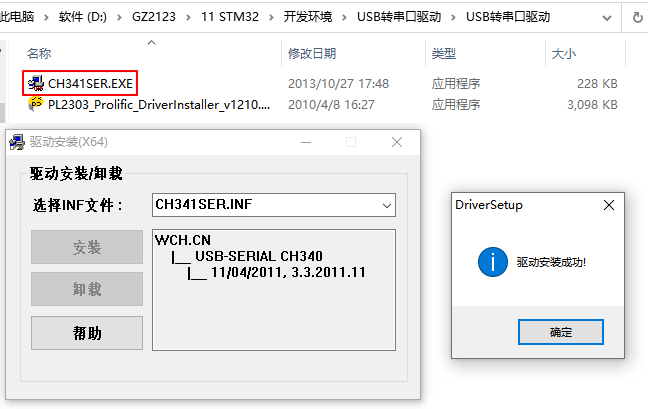 此电脑 > 软件 (D:) > GZ2123 > 11 STM32 > 开发环境 > USB转串口驱动 > USB转串口驱动
名称 修改日期 类型 大小
CH341SER.EXE 2013/10/27 17:48 应用程序 228 KB
PL2303_Prolific_DriverInstaller_v1210.... 2010/4/8 16:27 应用程序 3,098 KB
驱动安装(X64)
驱动安装/卸载
选择INF文件: CH341SER.INF
安装
卸载
帮助
WCH.CN
|__ USB-SERIAL CH340
|__ 11/04/2011, 3.3.2011.11
DriverSetup
驱动安装成功!
确定